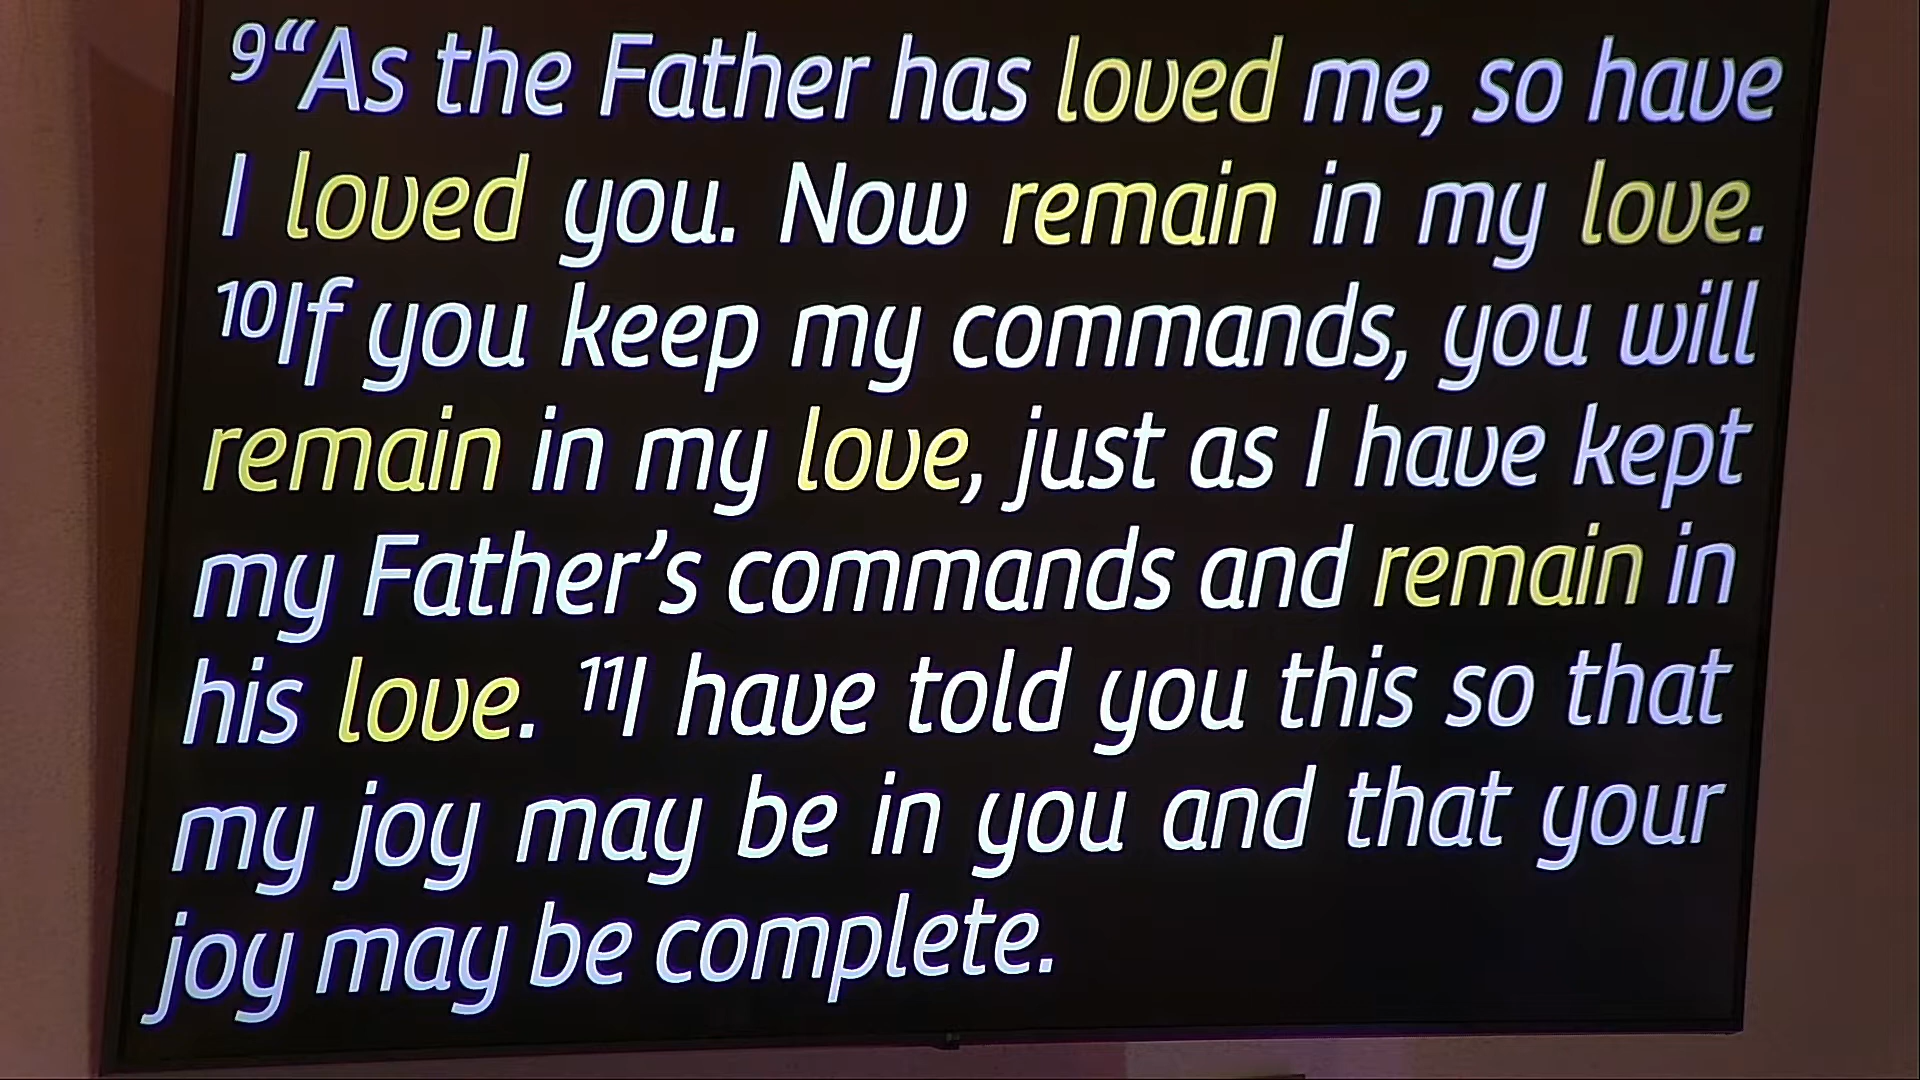 9“As the Father has loved me, so have
I loved you. Now remain in my love.
10If you keep my commands, you will
remain in my love, just as I have kept
my Father’s commands and remain in
his love. 11I have told you this so that
my joy may be in you and that your
joy may be complete.